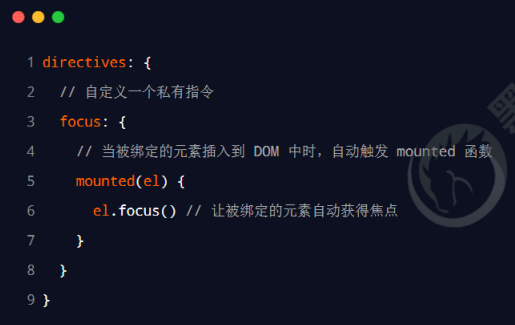 1 directives: {
2 // 自定义一个私有指令
3 focus: {
4 // 当被绑定的元素插入到 DOM 中时，自动触发 mounted 函数
5 mounted(el) {
6 el.focus() // 让被绑定的元素自动获得焦点
7 }
8 }
9 }